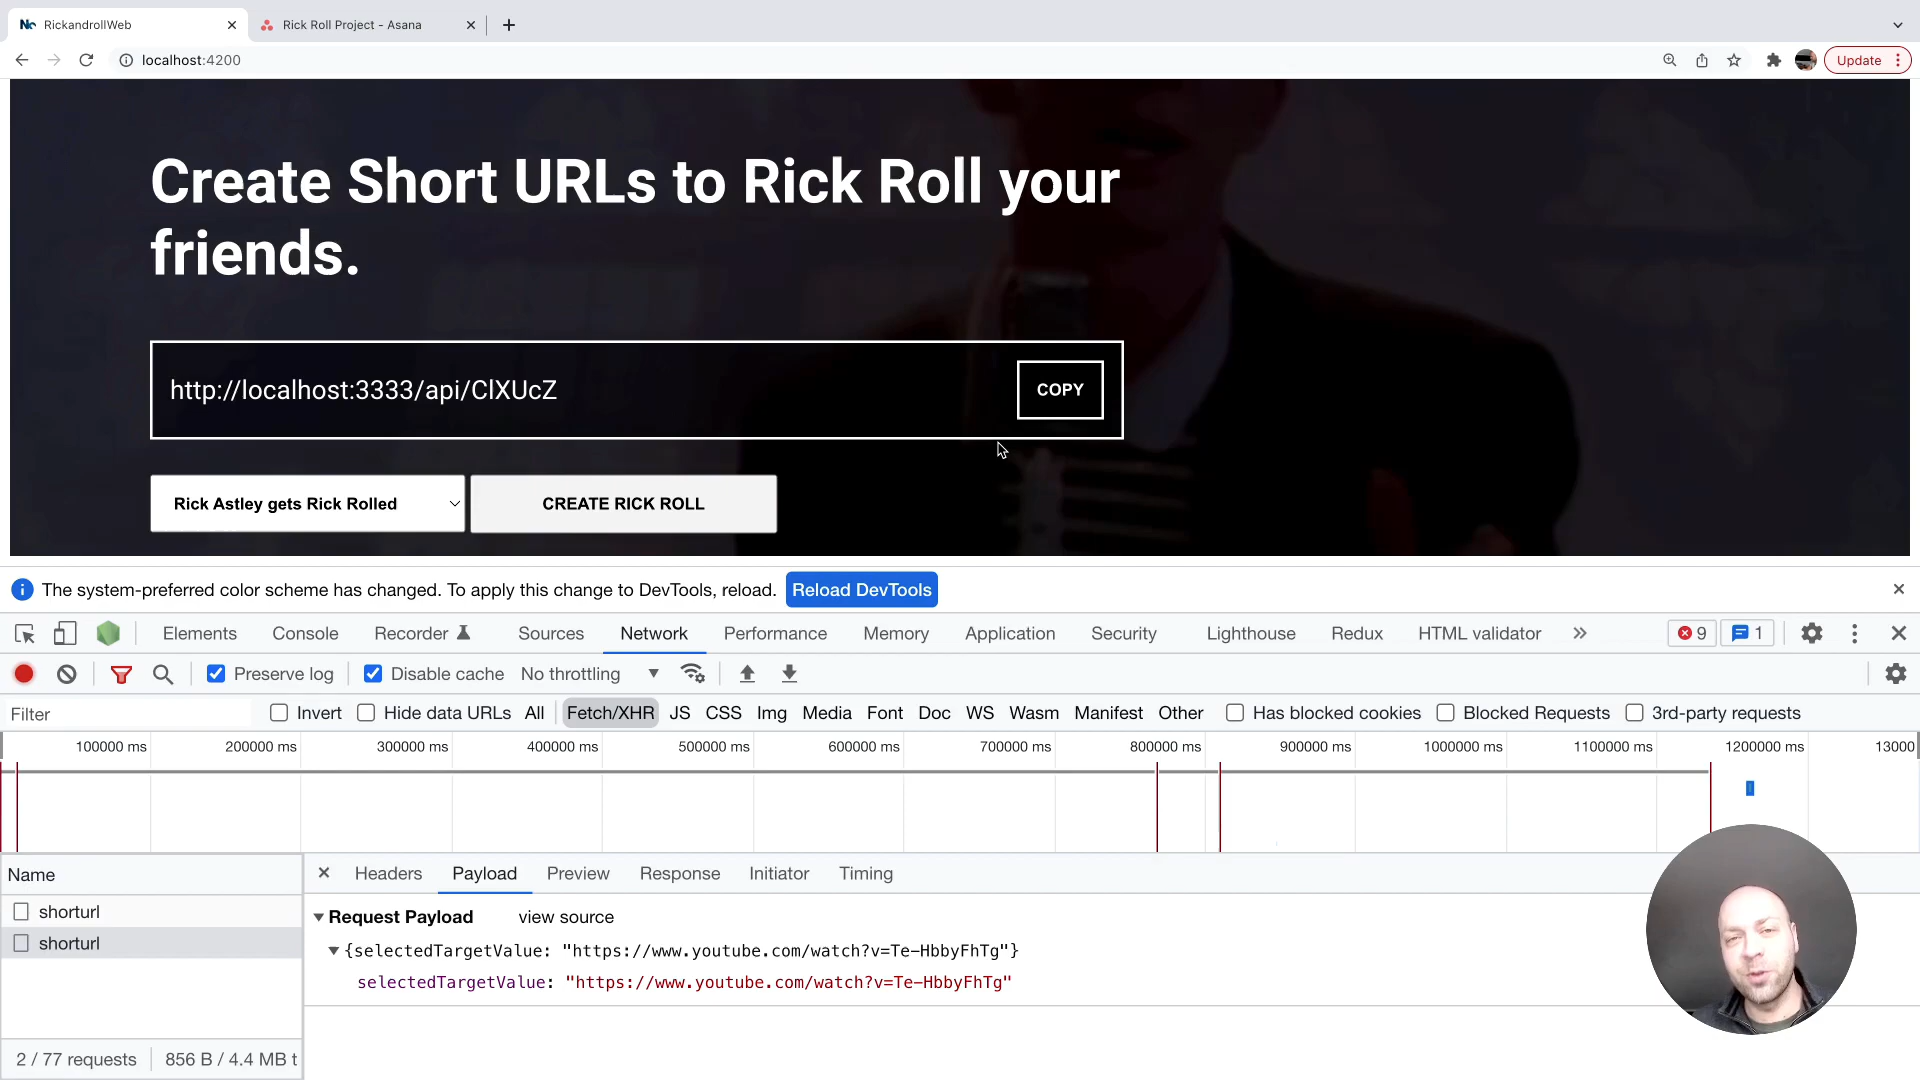 RickandrollWeb
Rick Roll Project - Asana
localhost:4200
Update
Create Short URLs to Rick Roll your
friends.
http://localhost:3333/api/ClXUcZ
COPY
Rick Astley gets Rick Rolled
CREATE RICK ROLL
The system-preferred color scheme has changed. To apply this change to DevTools, reload.
Reload DevTools
Elements Console Recorder Sources Network Performance Memory Application Security Lighthouse Redux HTML validator 9 1
Preserve log Disable cache No throttling
Filter Invert Hide data URLs All Fetch/XHR JS CSS Img Media Font Doc WS Wasm Manifest Other Has blocked cookies Blocked Requests 3rd-party requests
100000 ms 200000 ms 300000 ms 400000 ms 500000 ms 600000 ms 700000 ms 800000 ms 900000 ms 1000000 ms 1100000 ms 1200000 ms 13000
Name
Headers Payload Preview Response Initiator Timing
shorturl
shorturl
Request Payload view source
{selectedTargetValue: "https://www.youtube.com/watch?v=Te-HbbyFhTg"}
selectedTargetValue: "https://www.youtube.com/watch?v=Te-HbbyFhTg"
2 / 77 requests 856 B / 4.4 MB t